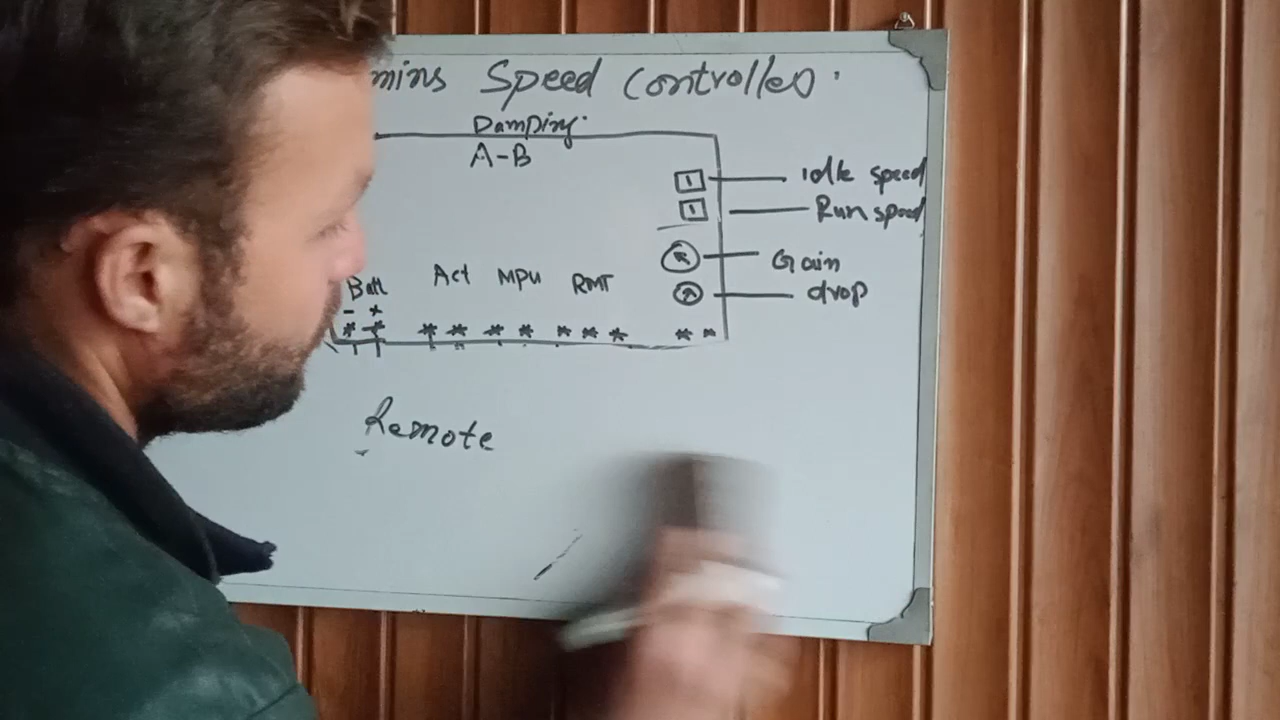 mins Speed Controller
Damping
A-B
Idle speed
Run speed
Gain
drop
Batt Act MPU RMT
- +
* * * * * * * * * * *
Remote